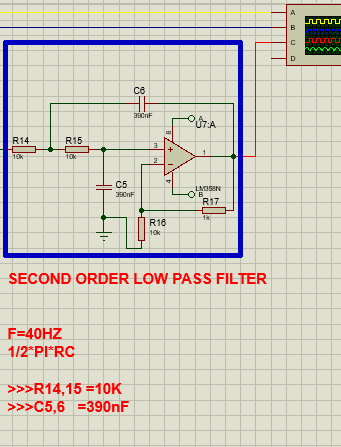 A
B
C
D
C6
390nF
A
U7:A
R14
10k
R15
10k
8
3
2
1
4
C5
390nF
LM358N
B
R17
1k
R16
10k
SECOND ORDER LOW PASS FILTER
F=40HZ
1/2*PI*RC
>>>R14,15 =10K
>>>C5,6 =390nF